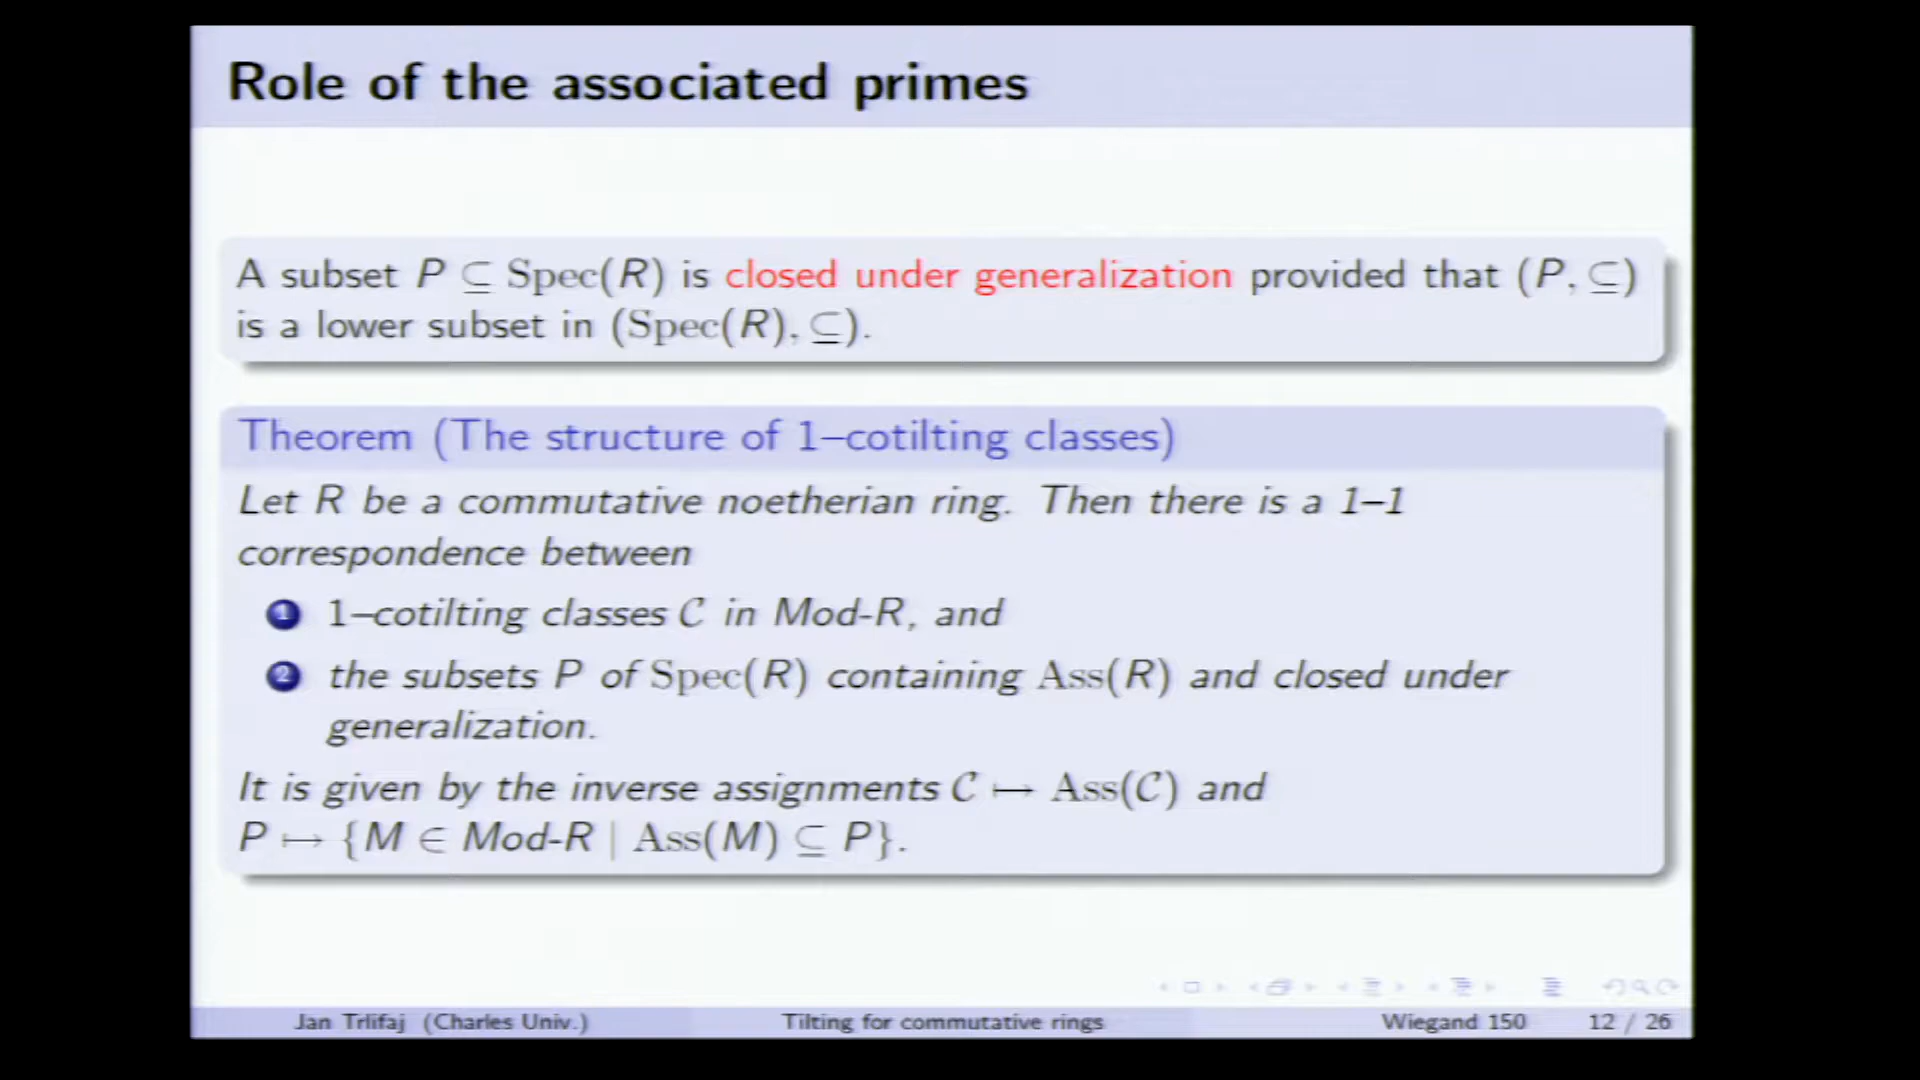 Role of the associated primes
A subset P ⊆ Spec(R) is closed under generalization provided that (P, ⊆)
is a lower subset in (Spec(R), ⊆).
Theorem (The structure of 1–cotilting classes)
Let R be a commutative noetherian ring. Then there is a 1–1
correspondence between
1 1–cotilting classes 𝒞 in Mod-R, and
2 the subsets P of Spec(R) containing Ass(R) and closed under
generalization.
It is given by the inverse assignments 𝒞 ↦ Ass(𝒞) and
P ↦ {M ∈ Mod-R | Ass(M) ⊆ P}.
Jan Trlifaj (Charles Univ.) Tilting for commutative rings Wiegand 150 12 / 26